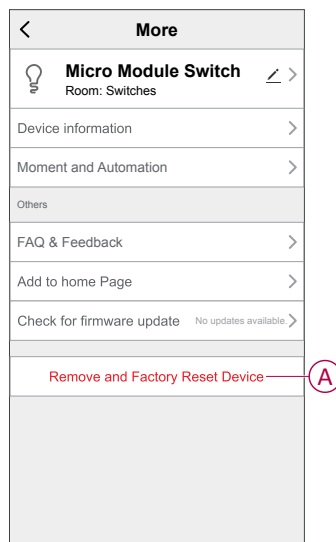 More
Micro Module Switch
Room: Switches
Device information
Moment and Automation
Others
FAQ & Feedback
Add to home Page
Check for firmware update No updates available.
Remove and Factory Reset Device
A